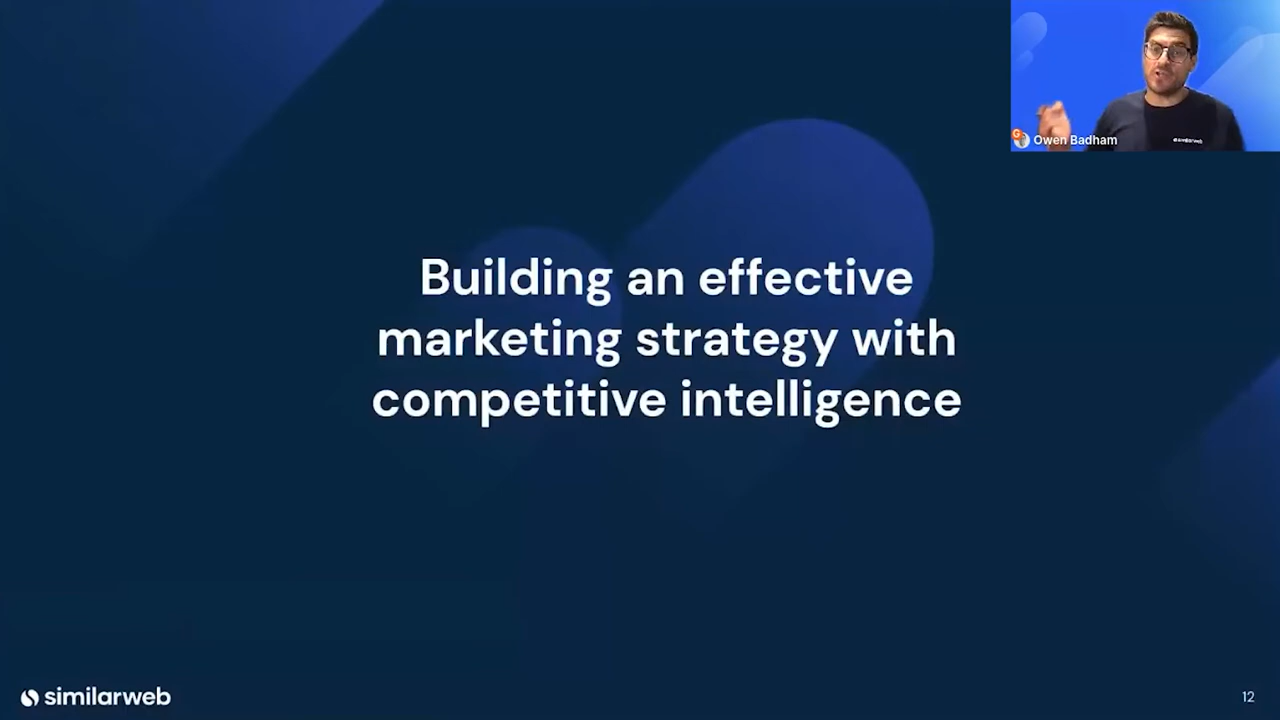 Owen Badham
Building an effective
marketing strategy with
competitive intelligence
similarweb
12